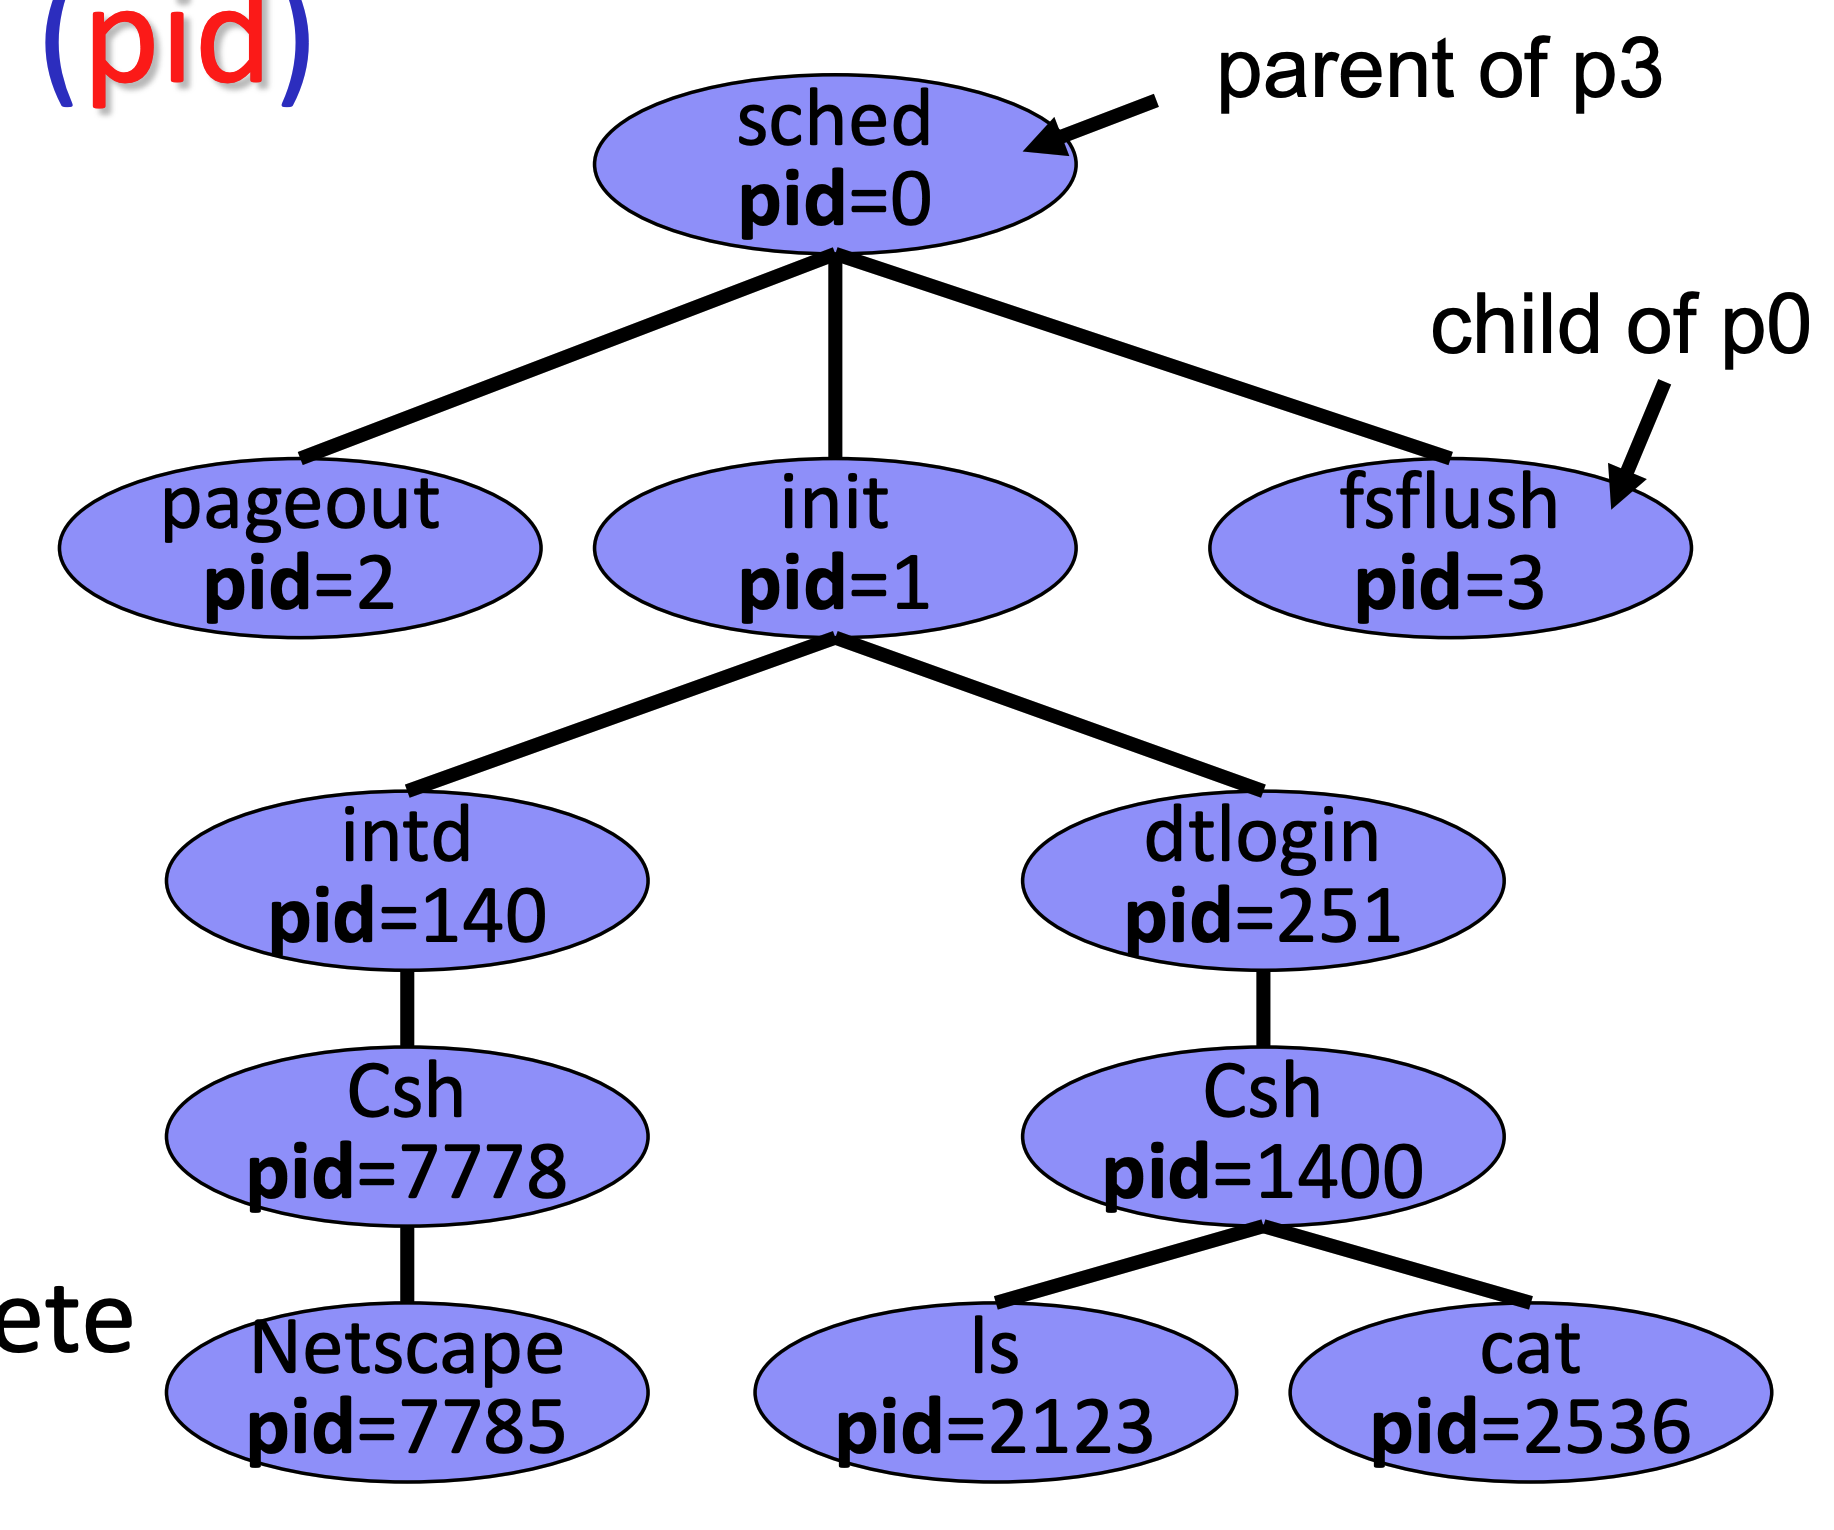 (pid)
parent of p3
sched
pid=0
child of p0
pageout
pid=2
init
pid=1
fsflush
pid=3
intd
pid=140
dtlogin
pid=251
Csh
pid=7778
Csh
pid=1400
ete
Netscape
pid=7785
ls
pid=2123
cat
pid=2536